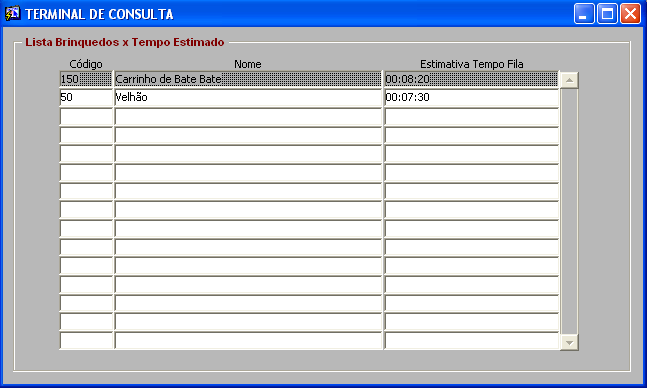 TERMINAL DE CONSULTA
Lista Brinquedos x Tempo Estimado
Código Nome Estimativa Tempo Fila
150 Carrinho de Bate Bate 00:08:20
50 Velhão 00:07:30